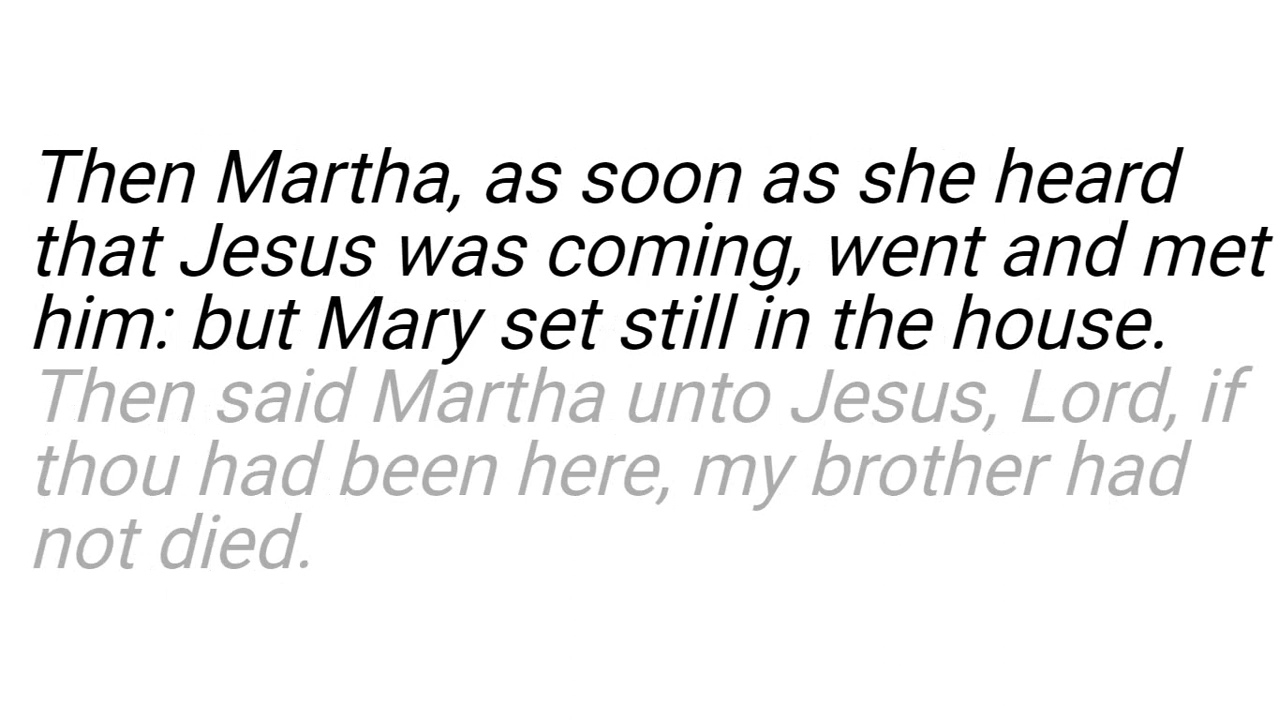 Then Martha, as soon as she heard
that Jesus was coming, went and met
him: but Mary set still in the house.
Then said Martha unto Jesus, Lord, if
thou had been here, my brother had
not died.